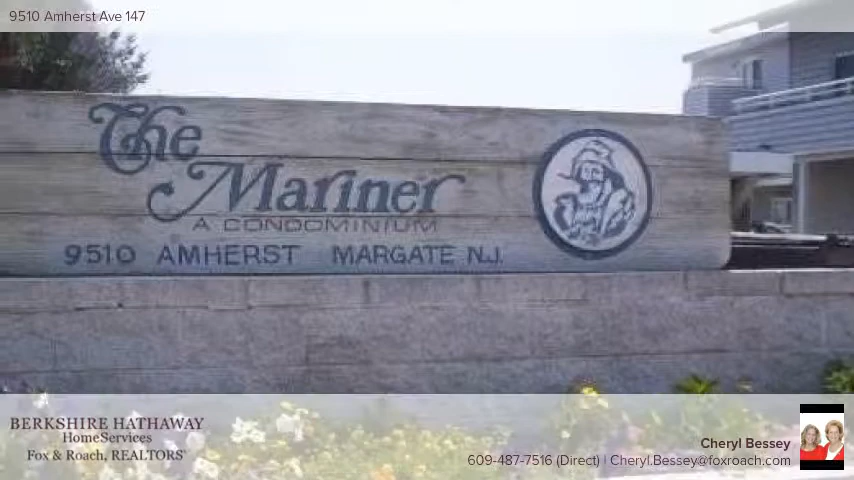 9510 Amherst Ave 147
The
Mariner
A CONDOMINIUM
9510 AMHERST MARGATE N.J.
BERKSHIRE HATHAWAY
HomeServices
Fox & Roach, REALTORS®
Cheryl Bessey
609-487-7516 (Direct) | Cheryl.Bessey@foxroach.com